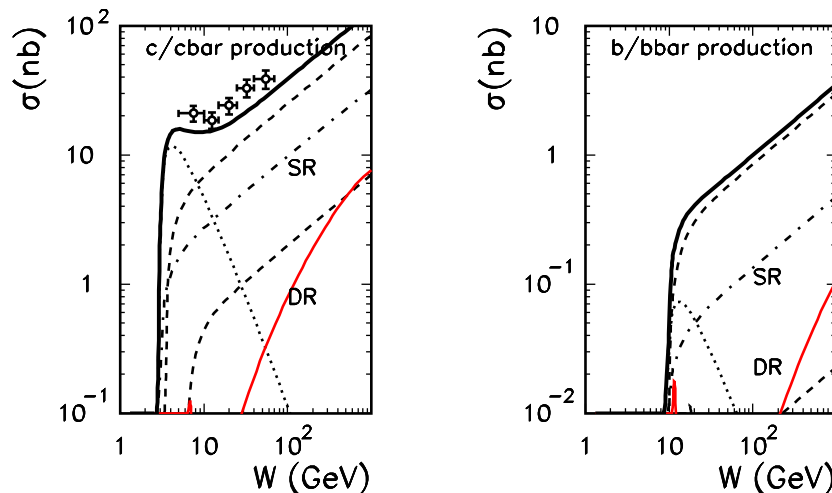 c/cbar production
σ(nb)
10²
10
1
10⁻¹
SR
DR
1
10
10²
W (GeV)
b/bbar production
σ(nb)
10
1
10⁻¹
10⁻²
SR
DR
1
10
10²
W (GeV)